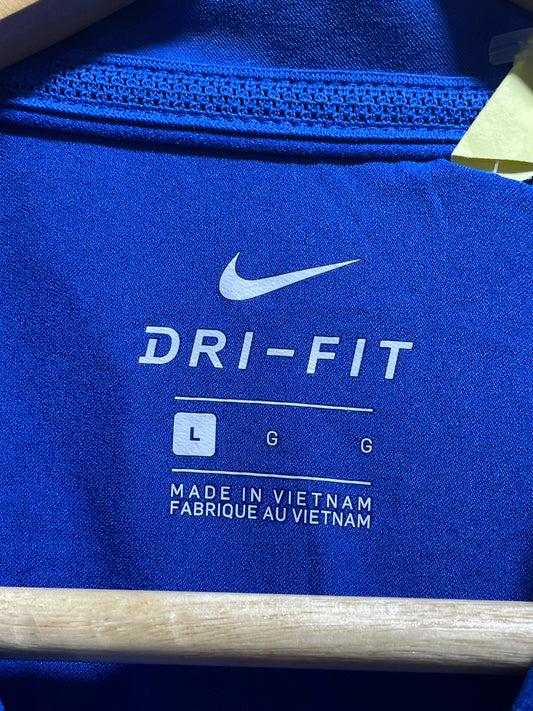 DRI-FIT
L G G
MADE IN VIETNAM
FABRIQUE AU VIETNAM